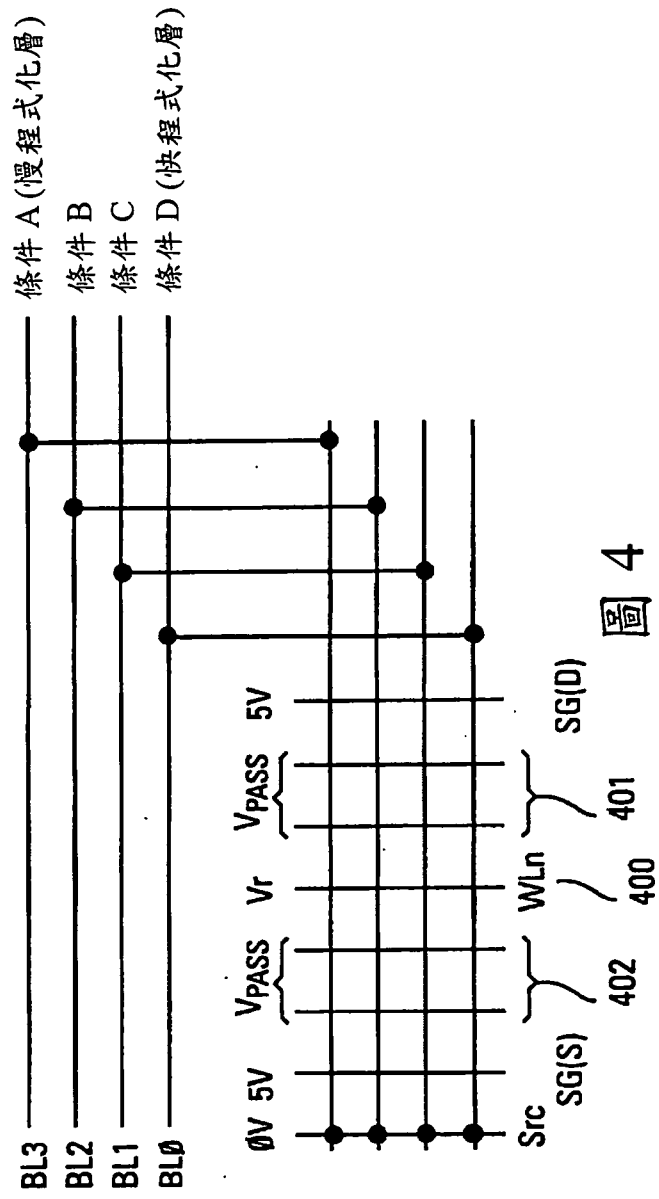 BL3 條件 A (慢程式化層)
BL2 條件 B
BL1 條件 C
BLØ 條件 D (快程式化層)
ØV 5V VPASS Vr VPASS 5V
Src SG(S) 402 WLn 400 401 SG(D)
圖 4